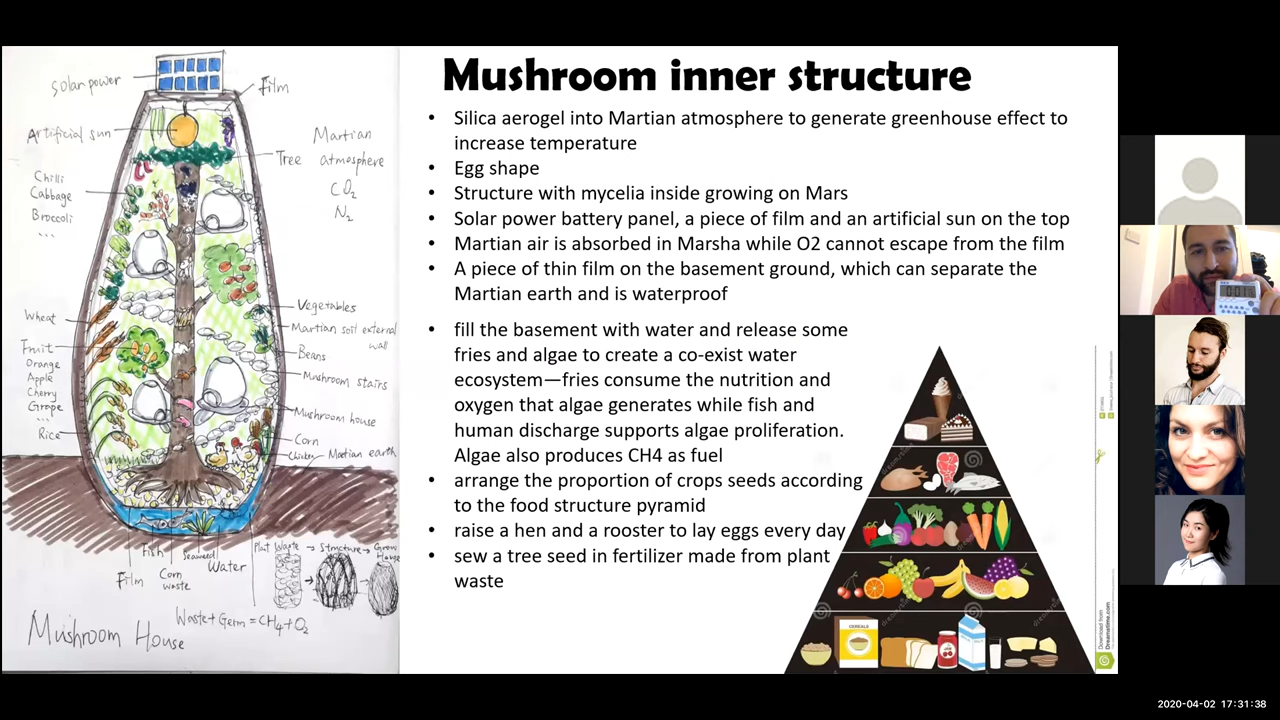 Mushroom inner structure
• Silica aerogel into Martian atmosphere to generate greenhouse effect to
increase temperature
• Egg shape
• Structure with mycelia inside growing on Mars
• Solar power battery panel, a piece of film and an artificial sun on the top
• Martian air is absorbed in Marsha while O2 cannot escape from the film
• A piece of thin film on the basement ground, which can separate the
Martian earth and is waterproof
• fill the basement with water and release some
fries and algae to create a co-exist water
ecosystem—fries consume the nutrition and
oxygen that algae generates while fish and
human discharge supports algae proliferation.
Algae also produces CH4 as fuel
• arrange the proportion of crops seeds according
to the food structure pyramid
• raise a hen and a rooster to lay eggs every day
• sew a tree seed in fertilizer made from plant
waste
solar power
Film
Artificial sun
Martian
atmosphere
CO2
N2
Tree
Chilli
Cabbage
Broccoli
...
Vegetables
Martian soil external
wall
Beans
Mushroom stairs
Mushroom house
Corn
Chicken
Martian earth
Wheat
Fruit
Orange
Apple
Cherry
Grape
...
Rice
Fish
Seaweed
Water
Film
Corn
waste
Plant Waste → Structure → Grow
House
Waste + Germ = CH4 + O2
Mushroom House
CEREALS
Download from
Dreamstime.com
2020-04-02 17:31:38